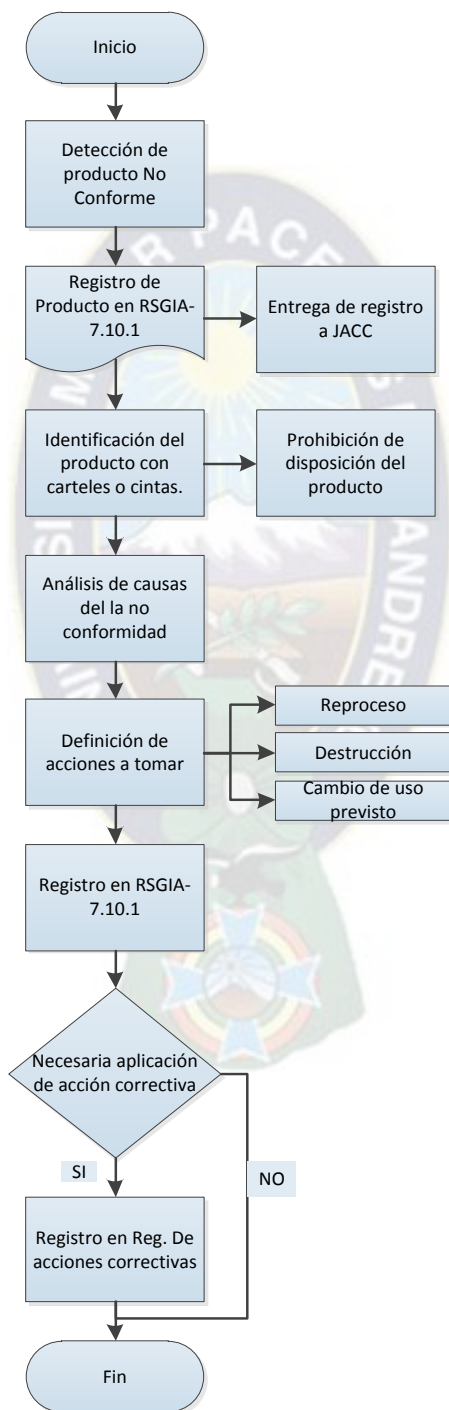 Inicio
Detección de
producto No
Conforme
Registro de
Producto en RSGIA-
7.10.1
Entrega de registro
a JACC
Identificación del
producto con
carteles o cintas.
Prohibición de
disposición del
producto
Análisis de causas
del la no
conformidad
Definición de
acciones a tomar
Reproceso
Destrucción
Cambio de uso
previsto
Registro en RSGIA-
7.10.1
Necesaria aplicación
de acción correctiva
SI
NO
Registro en Reg. De
acciones correctivas
Fin